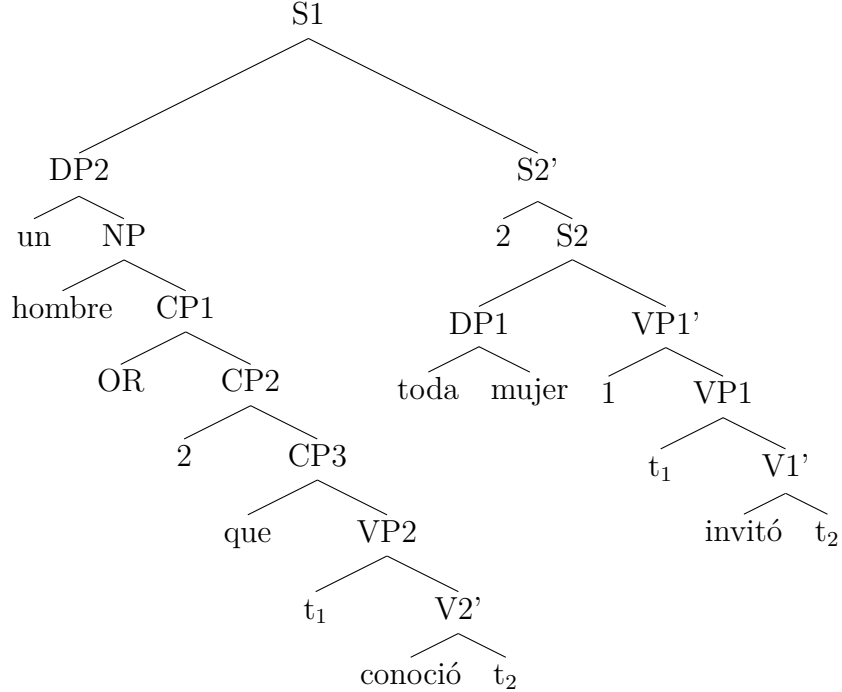 S1
DP2 S2'
un NP 2 S2
hombre CP1 DP1 VP1'
OR CP2 toda mujer 1 VP1
2 CP3 t₁ V1'
que VP2 invitó t₂
t₁ V2'
conoció t₂